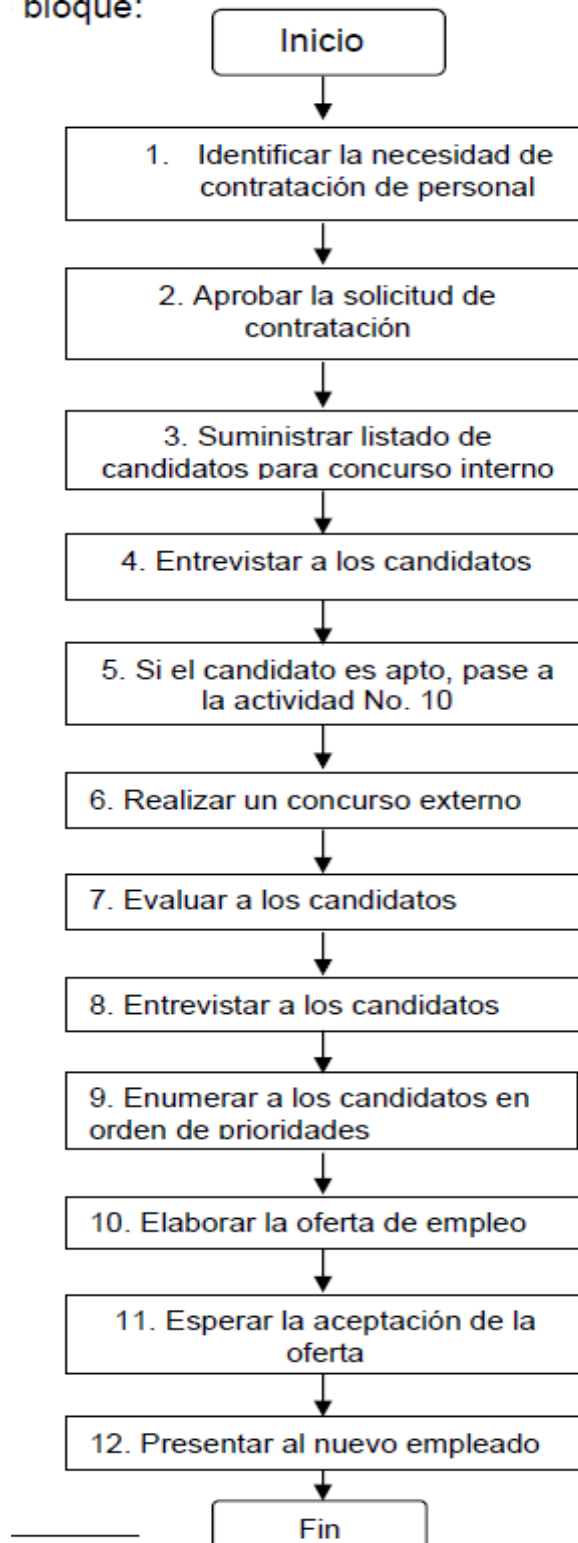 bloque:
Inicio
1. Identificar la necesidad de
contratación de personal
2. Aprobar la solicitud de
contratación
3. Suministrar listado de
candidatos para concurso interno
4. Entrevistar a los candidatos
5. Si el candidato es apto, pase a
la actividad No. 10
6. Realizar un concurso externo
7. Evaluar a los candidatos
8. Entrevistar a los candidatos
9. Enumerar a los candidatos en
orden de prioridades
10. Elaborar la oferta de empleo
11. Esperar la aceptación de la
oferta
12. Presentar al nuevo empleado
Fin